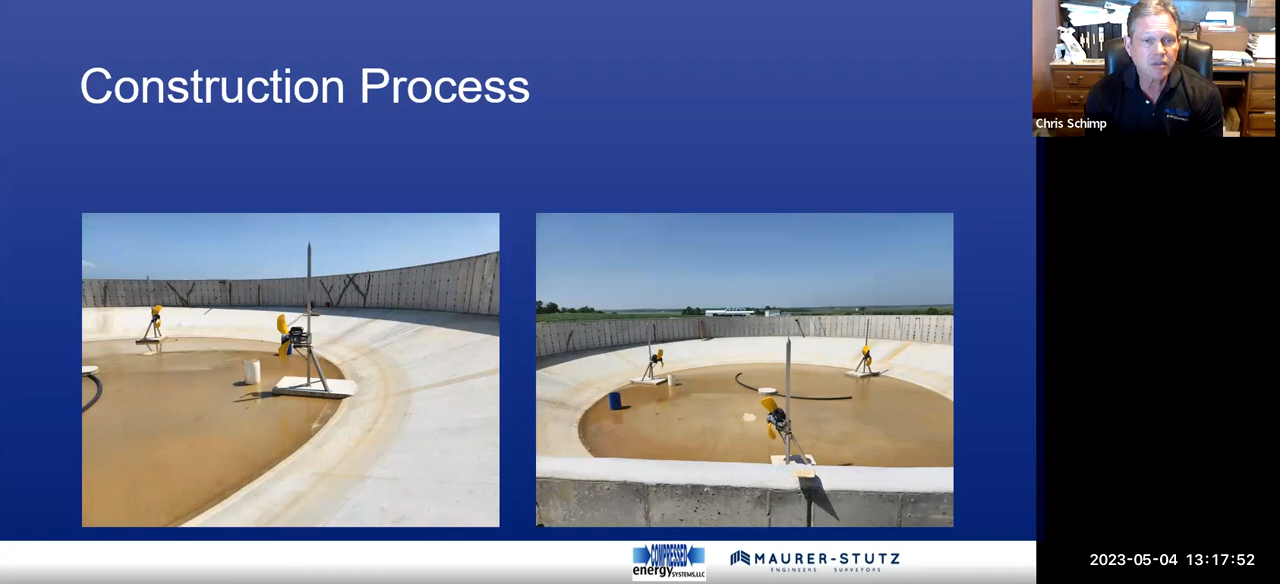 Construction Process
Chris Schimp
COMPRESSED
energy SYSTEMS, LLC
MAURER-STUTZ
ENGINEERS SURVEYORS
2023-05-04 13:17:52